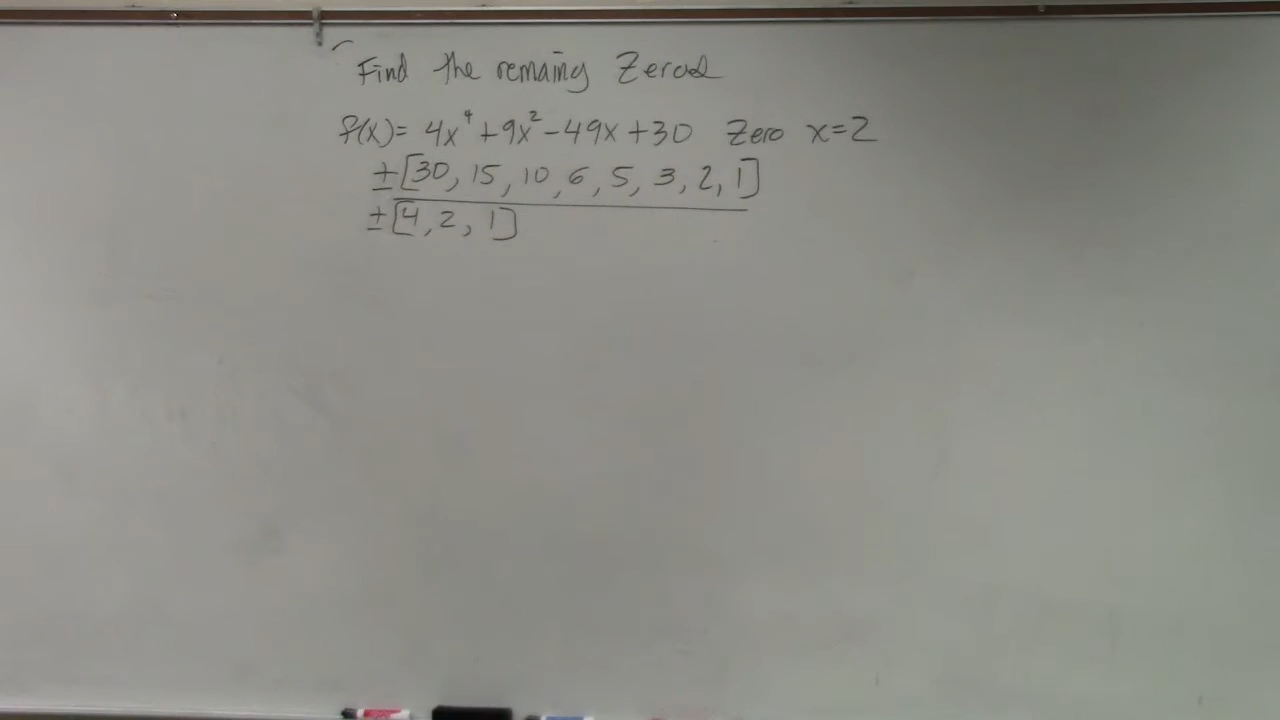 Find the remaing Zeros
f(x)= 4x⁴+9x²-49x+30 Zero x=2
±[30, 15, 10, 6, 5, 3, 2, 1]
±[4, 2, 1]